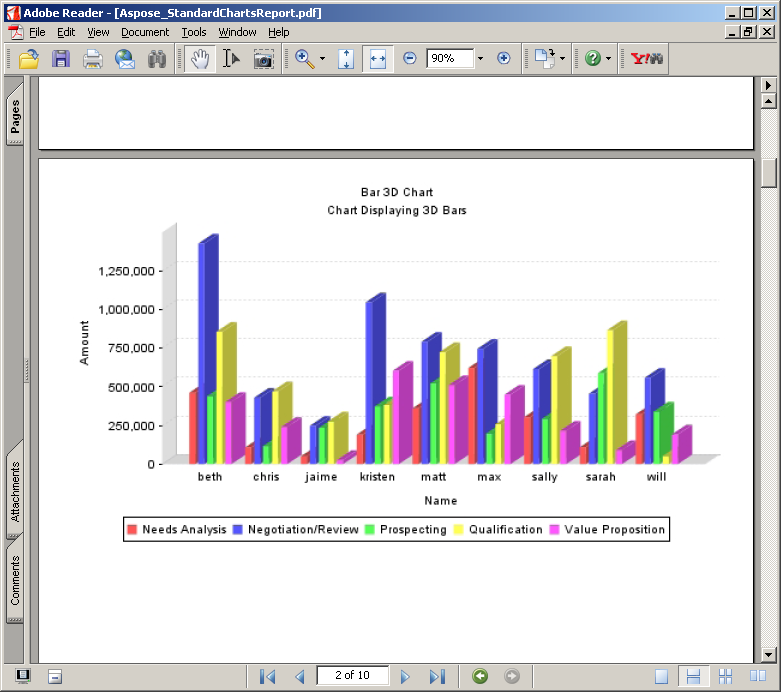 Adobe Reader - [Aspose_StandardChartsReport.pdf]
File Edit View Document Tools Window Help
90%
Y!
Pages
Attachments
Comments
Bar 3D Chart
Chart Displaying 3D Bars
Amount
1,250,000
1,000,000
750,000
500,000
250,000
0
beth chris jaime kristen matt max sally sarah will
Name
Needs Analysis Negotiation/Review Prospecting Qualification Value Proposition
2 of 10